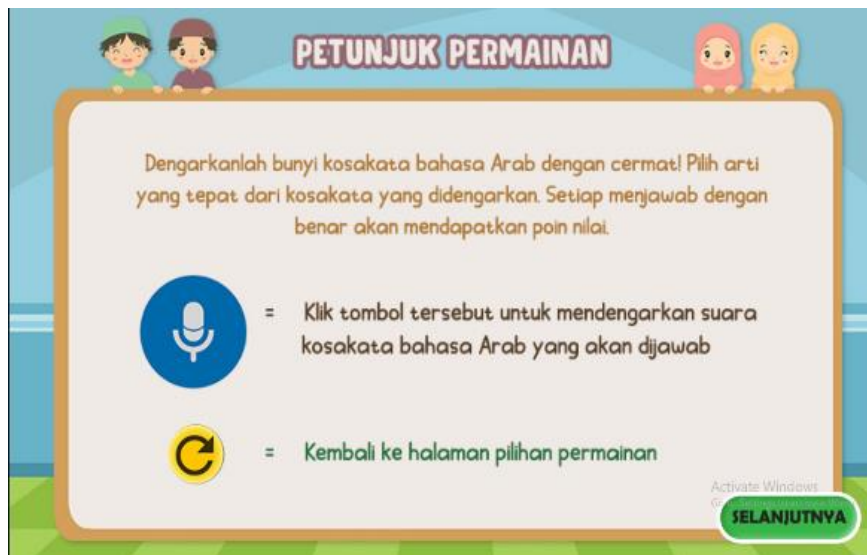 PETUNJUK PERMAINAN
Dengarkanlah bunyi kosakata bahasa Arab dengan cermat! Pilih arti
yang tepat dari kosakata yang didengarkan. Setiap menjawab dengan
benar akan mendapatkan poin nilai.
= Klik tombol tersebut untuk mendengarkan suara
kosakata bahasa Arab yang akan dijawab
= Kembali ke halaman pilihan permainan
Activate Windows
SELANJUTNYA